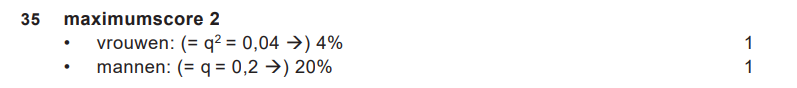 35 maximumscore 2
• vrouwen: (= q² = 0,04 →) 4% 1
• mannen: (= q = 0,2 →) 20% 1